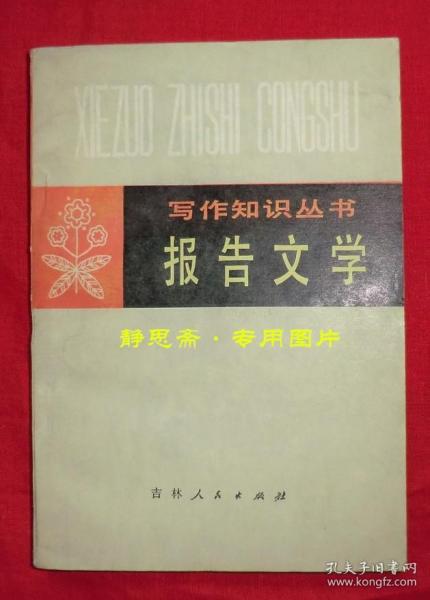 XIEZUO ZHISHI CONGSHU
写作知识丛书
报告文学
静思斋·专用图片
吉林人民出版社
孔夫子旧书网
www.kongfz.com